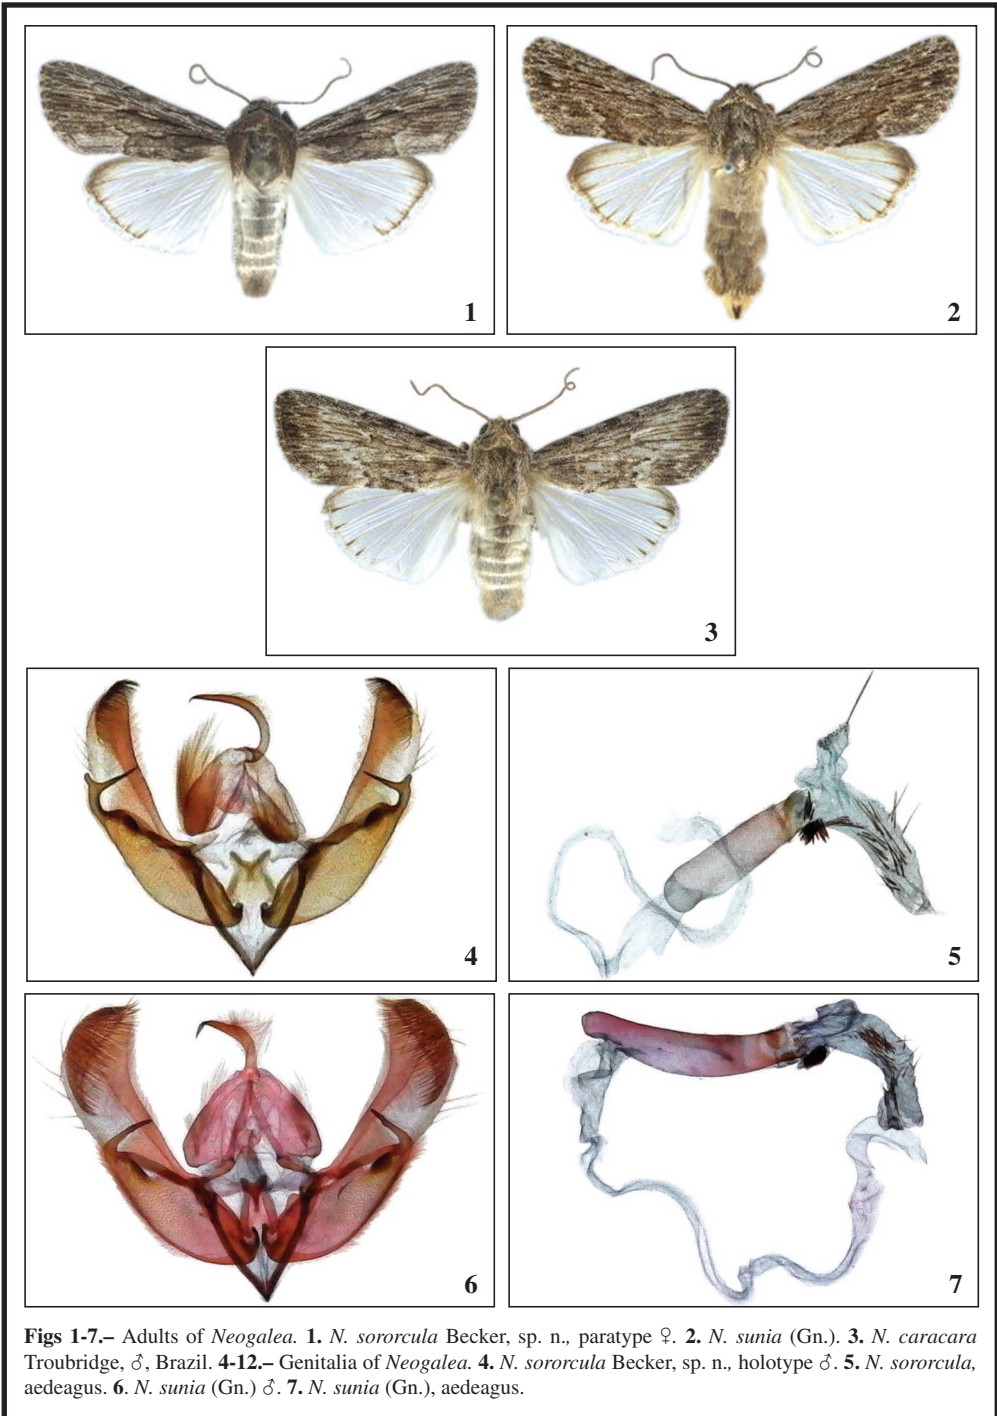 1
2
3
4
5
6
7
Figs 1-7.– Adults of Neogalea. 1. N. sororcula Becker, sp. n., paratype ♀. 2. N. sunia (Gn.). 3. N. caracara
Troubridge, ♂, Brazil. 4-12.– Genitalia of Neogalea. 4. N. sororcula Becker, sp. n., holotype ♂. 5. N. sororcula,
aedeagus. 6. N. sunia (Gn.) ♂. 7. N. sunia (Gn.), aedeagus.